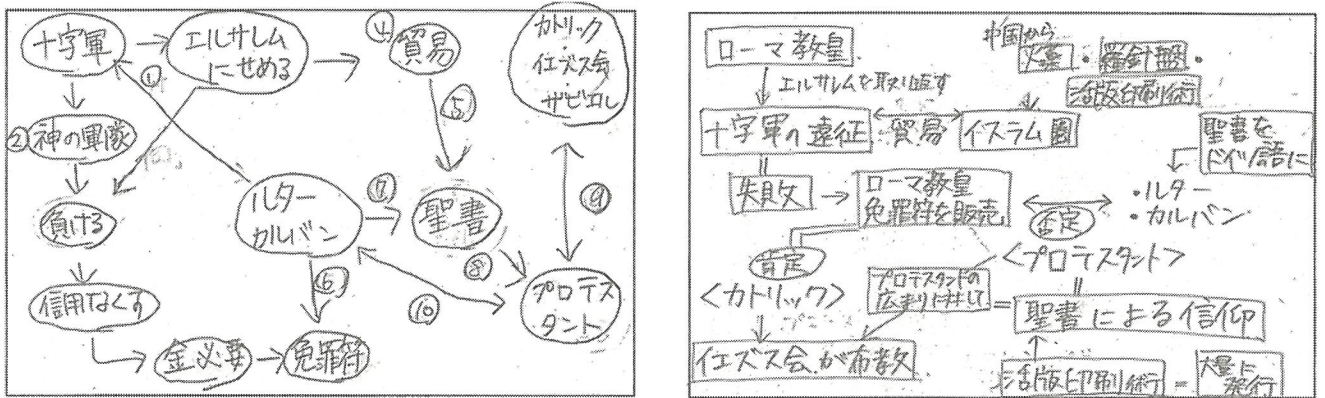 十字軍
エルサレム
にせめる
④
貿易
カトリック
・
イエズス会
・
ザビエル
①
②神の軍隊
⑤
負ける
ルター
カルバン
⑦
聖書
⑨
信用なくす
⑥
⑧
⑩
プロテス
タント
金必要
免罪符
ローマ教皇
エルサレムを取り返す
中国から
火薬・羅針盤・
活版印刷術
十字軍の遠征
貿易
イスラム圏
聖書を
ドイツ語に
失敗
ローマ教皇
免罪符を販売
否定
・ルター
・カルバン
肯定
<プロテスタント>
<カトリック>
プロテスタントの
広まりに対して
聖書による信仰
イエズス会が布教
活版印刷術
=
大量に
発行